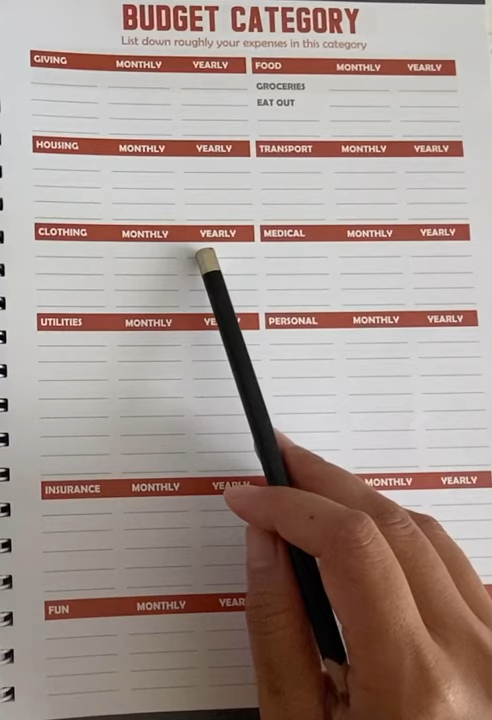 BUDGET CATEGORY
List down roughly your expenses in this category
GIVING MONTHLY YEARLY
FOOD MONTHLY YEARLY
GROCERIES
EAT OUT
HOUSING MONTHLY YEARLY
TRANSPORT MONTHLY YEARLY
CLOTHING MONTHLY YEARLY
MEDICAL MONTHLY YEARLY
UTILITIES MONTHLY
PERSONAL MONTHLY YEARLY
INSURANCE MONTHLY YEARLY
MONTHLY YEARLY
FUN MONTHLY